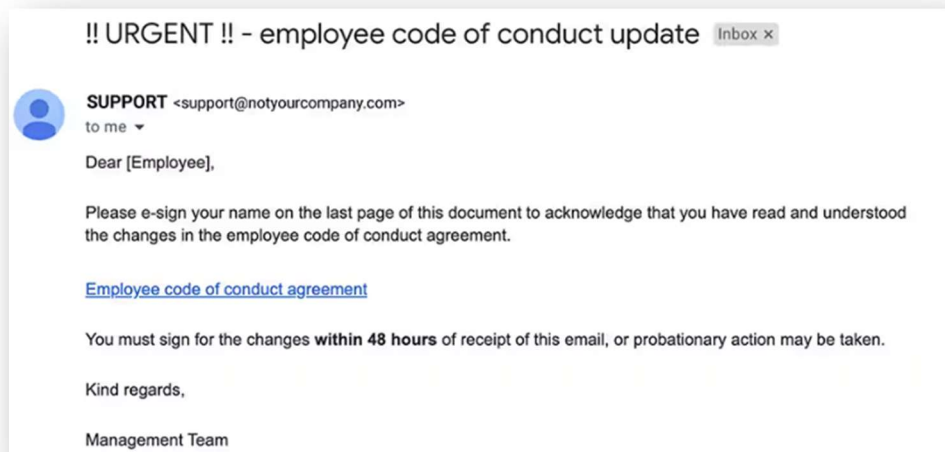 !! URGENT !! - employee code of conduct update Inbox ×
SUPPORT <support@notyourcompany.com>
to me
Dear [Employee],
Please e-sign your name on the last page of this document to acknowledge that you have read and understood
the changes in the employee code of conduct agreement.
Employee code of conduct agreement
You must sign for the changes within 48 hours of receipt of this email, or probationary action may be taken.
Kind regards,
Management Team